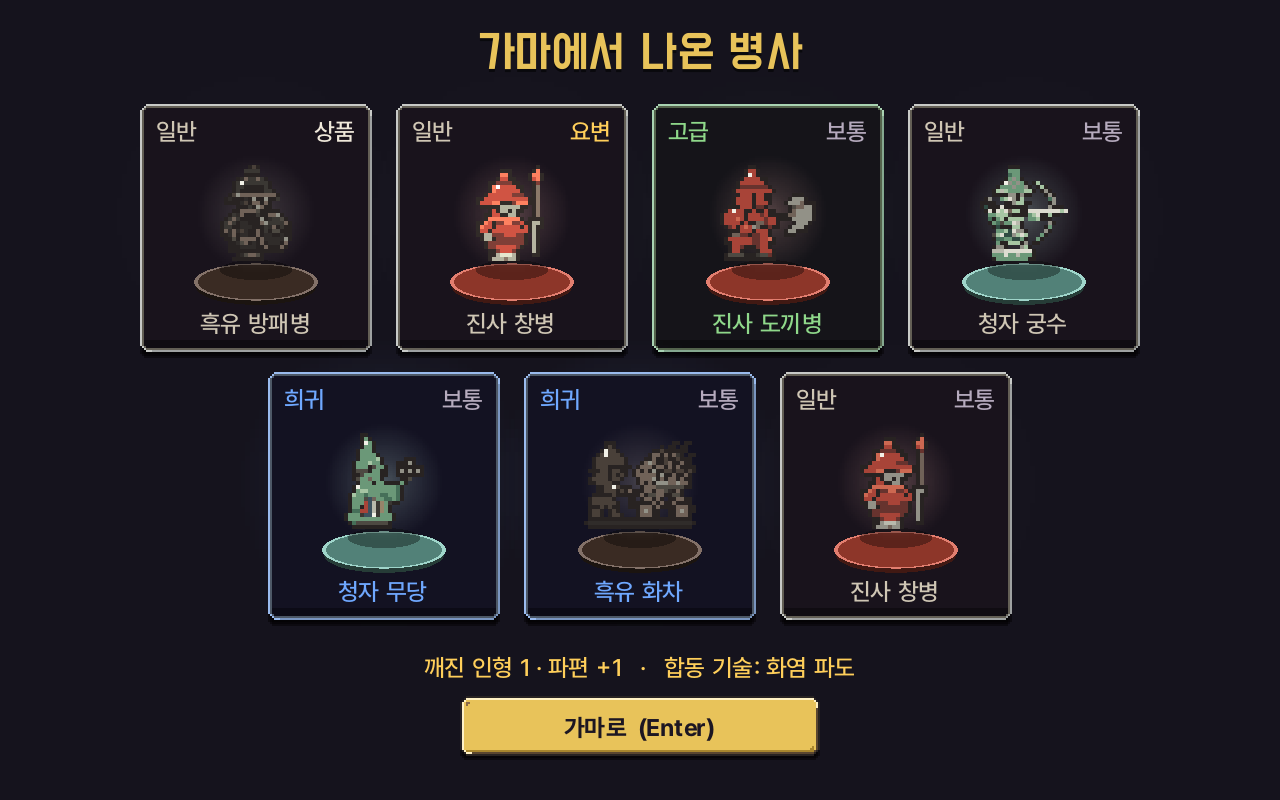 가마에서 나온 병사
일반 상품
흑유 방패병
일반 요변
진사 창병
고급 보통
진사 도끼병
일반 보통
청자 궁수
희귀 보통
청자 무당
희귀 보통
흑유 화차
일반 보통
진사 창병
깨진 인형 1 · 파편 +1 · 합동 기술: 화염 파도
가마로 (Enter)